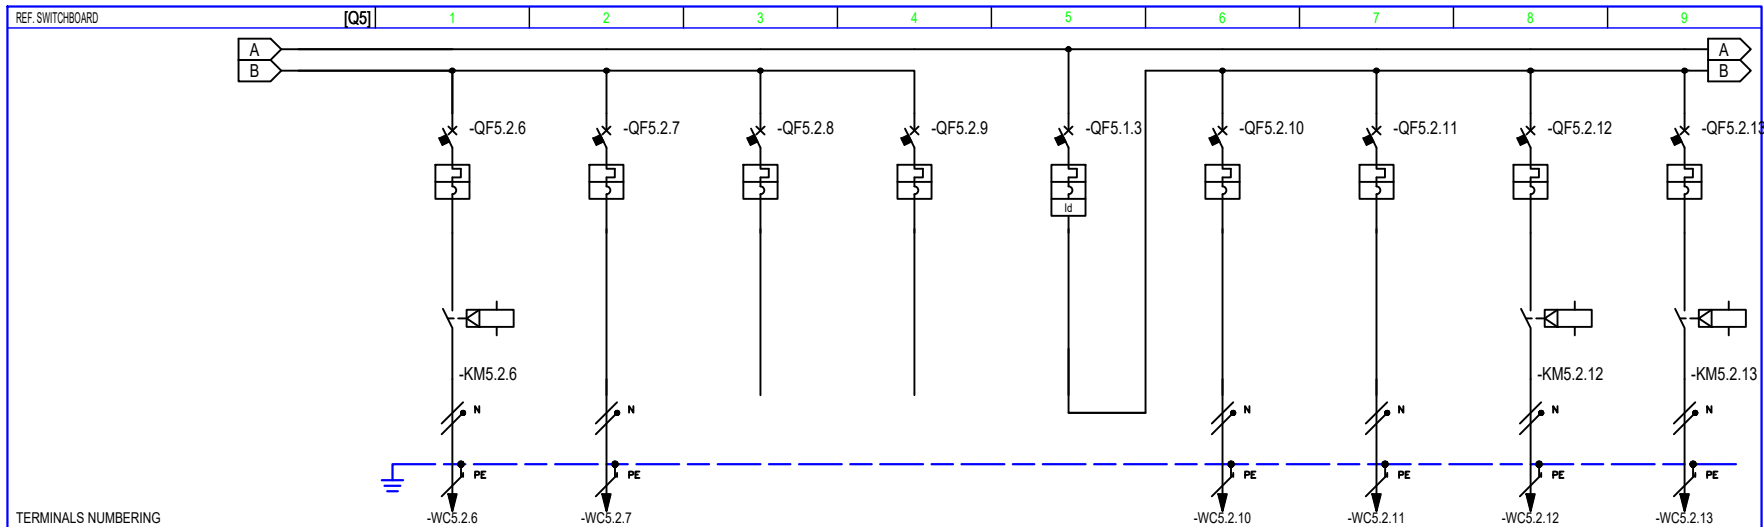 REF. SWITCHBOARD [Q5] 1 2 3 4 5 6 7 8 9
A A
B B
-QF5.2.6 -QF5.2.7 -QF5.2.8 -QF5.2.9 -QF5.1.3 -QF5.2.10 -QF5.2.11 -QF5.2.12 -QF5.2.13
Id
-KM5.2.6 -KM5.2.12 -KM5.2.13
N N N N N N
PE PE PE PE PE PE
TERMINALS NUMBERING -WC5.2.6 -WC5.2.7 -WC5.2.10 -WC5.2.11 -WC5.2.12 -WC5.2.13